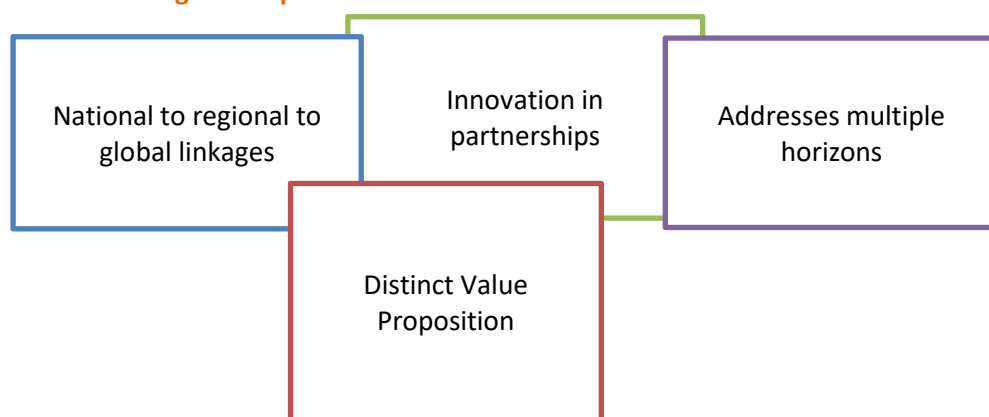 National to regional to
global linkages
Innovation in
partnerships
Addresses multiple
horizons
Distinct Value
Proposition